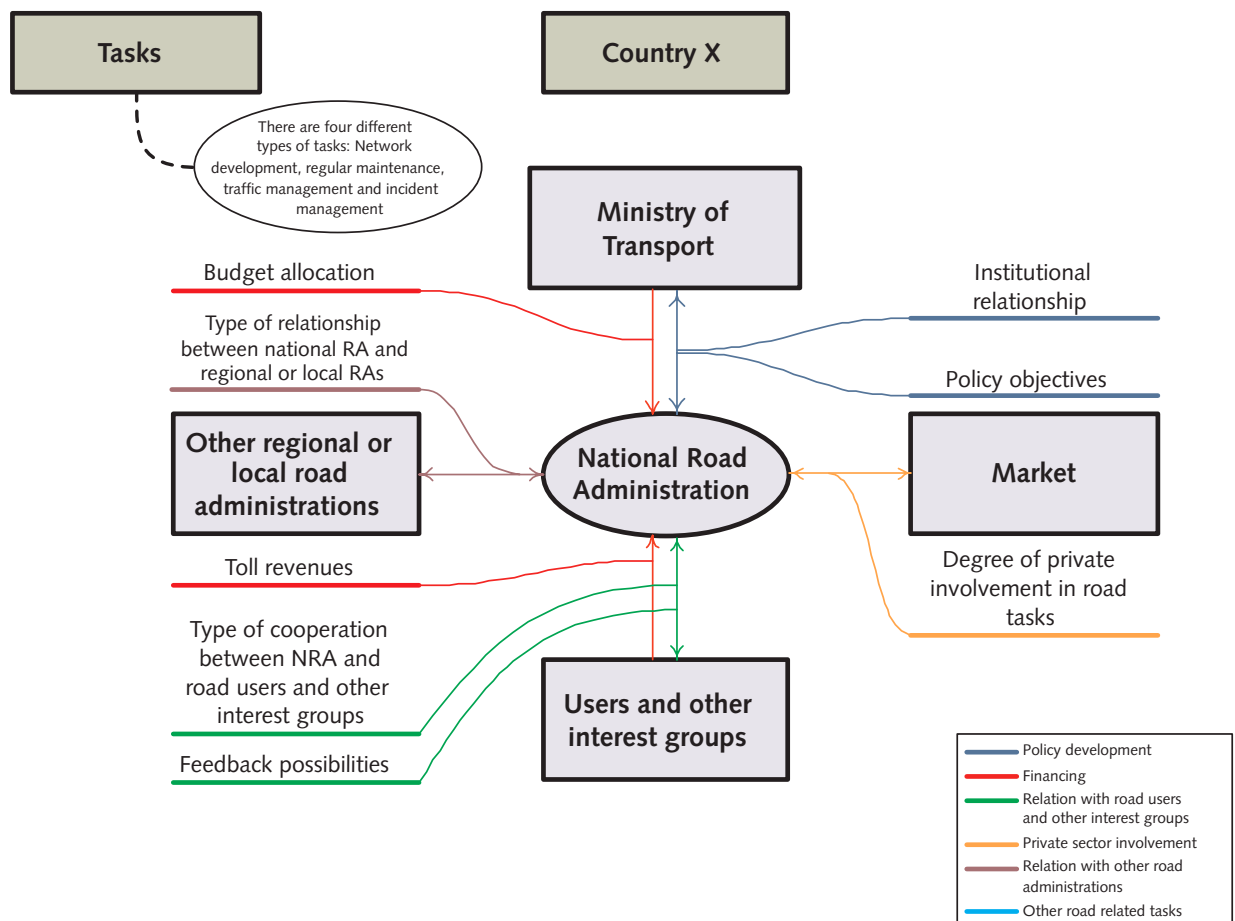 Tasks
Country X
There are four different
types of tasks: Network
development, regular maintenance,
traffic management and incident
management
Ministry of
Transport
Budget allocation
Institutional
relationship
Type of relationship
between national RA and
regional or local RAs
Policy objectives
Other regional or
local road
administrations
National Road
Administration
Market
Toll revenues
Degree of private
involvement in road
tasks
Type of cooperation
between NRA and
road users and other
interest groups
Users and other
interest groups
Feedback possibilities
Policy development
Financing
Relation with road users
and other interest groups
Private sector involvement
Relation with other road
administrations
Other road related tasks